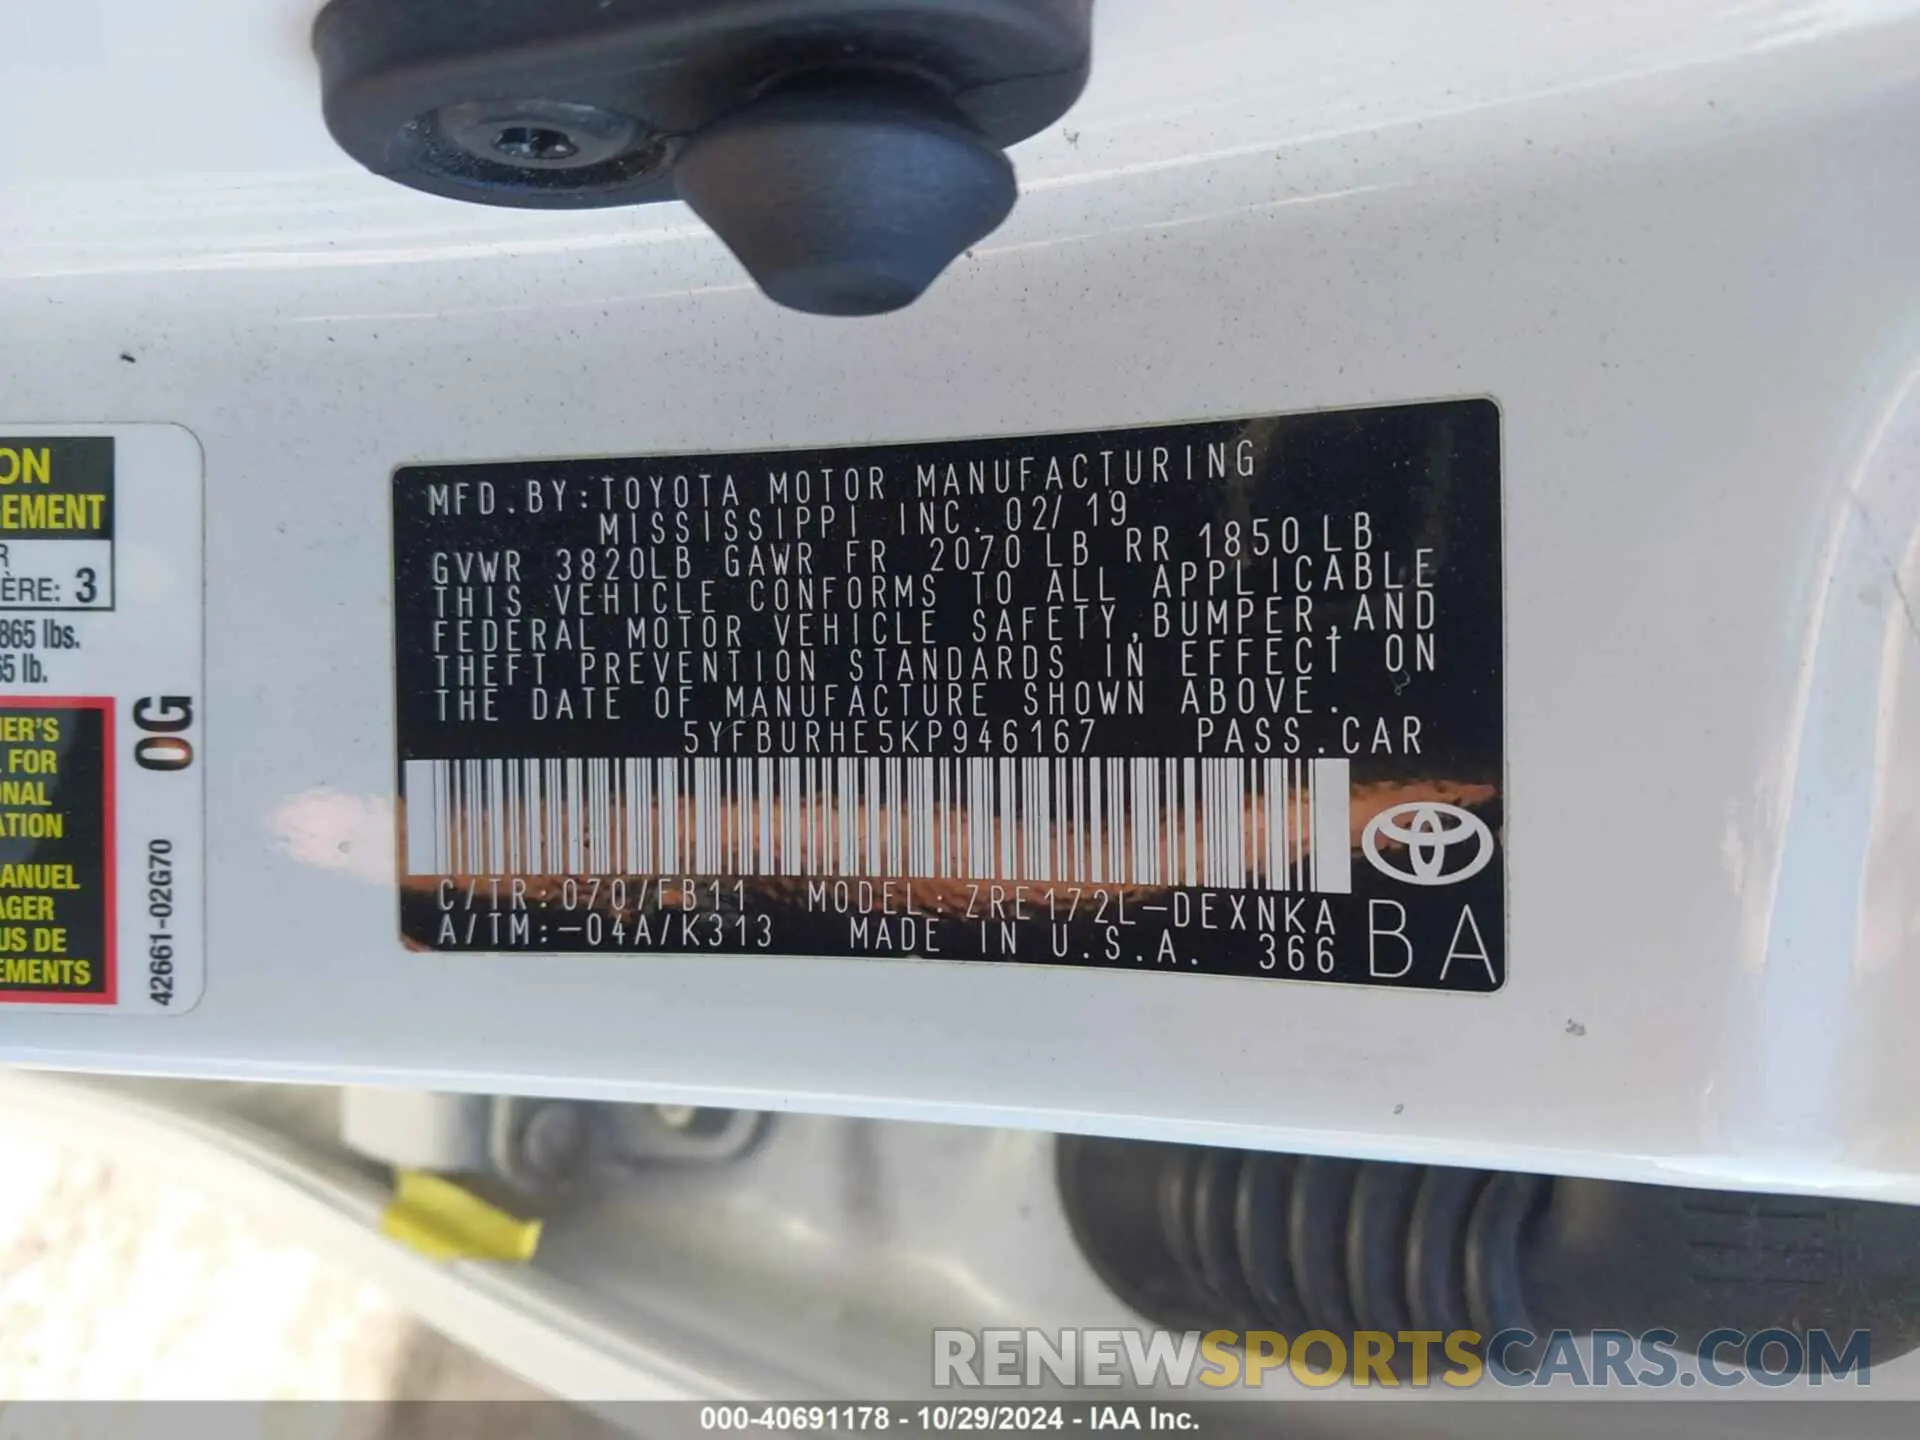 ON
EMENT
R
ÈRE: 3
865 lbs.
65 lb.
ER'S
FOR
ONAL
ATION
ANUEL
AGER
US DE
EMENTS
0G
42661-02G70
MFD.BY:TOYOTA MOTOR MANUFACTURING
MISSISSIPPI INC. 02/19
GVWR 3820LB GAWR FR 2070LB RR 1850LB
THIS VEHICLE CONFORMS TO ALL APPLICABLE
FEDERAL MOTOR VEHICLE SAFETY,BUMPER,AND
THEFT PREVENTION STANDARDS IN EFFECT ON
THE DATE OF MANUFACTURE SHOWN ABOVE.
5YFBURHE5KP946167 PASS.CAR
C/TR:070/FB11 MODEL:ZRE172L-DEXNKA
A/TM:-04A/K313 MADE IN U.S.A. 366
BA
RENEWSPORTSCARS.COM
000-40691178 - 10/29/2024 - IAA Inc.